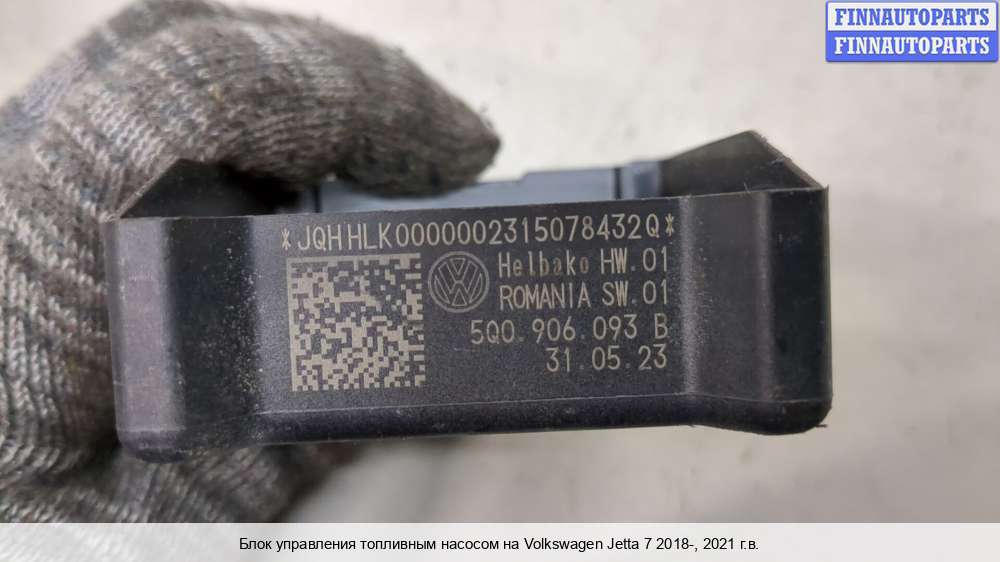 FINNAUTOPARTS
FINNAUTOPARTS
*JQHHLK0000002315078432Q*
Helbako HW.01
ROMANIA SW.01
5Q0.906.093 B
31.05.23
Блок управления топливным насосом на Volkswagen Jetta 7 2018-, 2021 г.в.